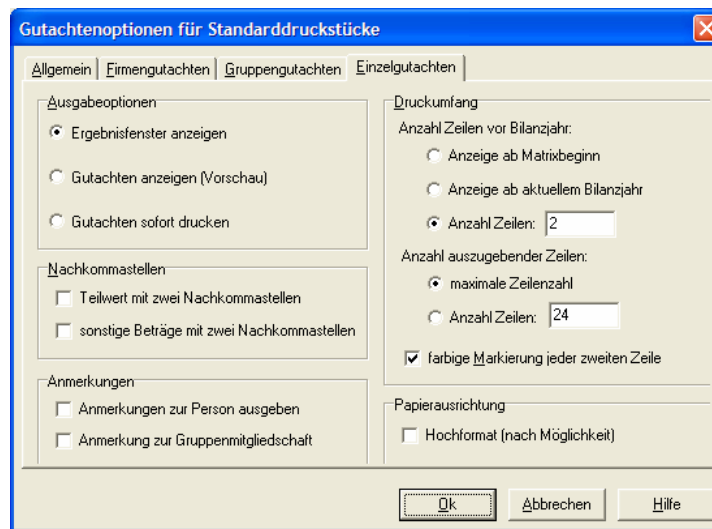 Gutachtenoptionen für Standarddruckstücke
Allgemein Firmengutachten Gruppengutachten Einzelgutachten
Ausgabeoptionen
Ergebnisfenster anzeigen
Gutachten anzeigen (Vorschau)
Gutachten sofort drucken
Nachkommastellen
Teilwert mit zwei Nachkommastellen
sonstige Beträge mit zwei Nachkommastellen
Anmerkungen
Anmerkungen zur Person ausgeben
Anmerkung zur Gruppenmitgliedschaft
Druckumfang
Anzahl Zeilen vor Bilanzjahr:
Anzeige ab Matrixbeginn
Anzeige ab aktuellem Bilanzjahr
Anzahl Zeilen: 2
Anzahl auszugebender Zeilen:
maximale Zeilenzahl
Anzahl Zeilen: 24
farbige Markierung jeder zweiten Zeile
Papierausrichtung
Hochformat (nach Möglichkeit)
Ok Abbrechen Hilfe